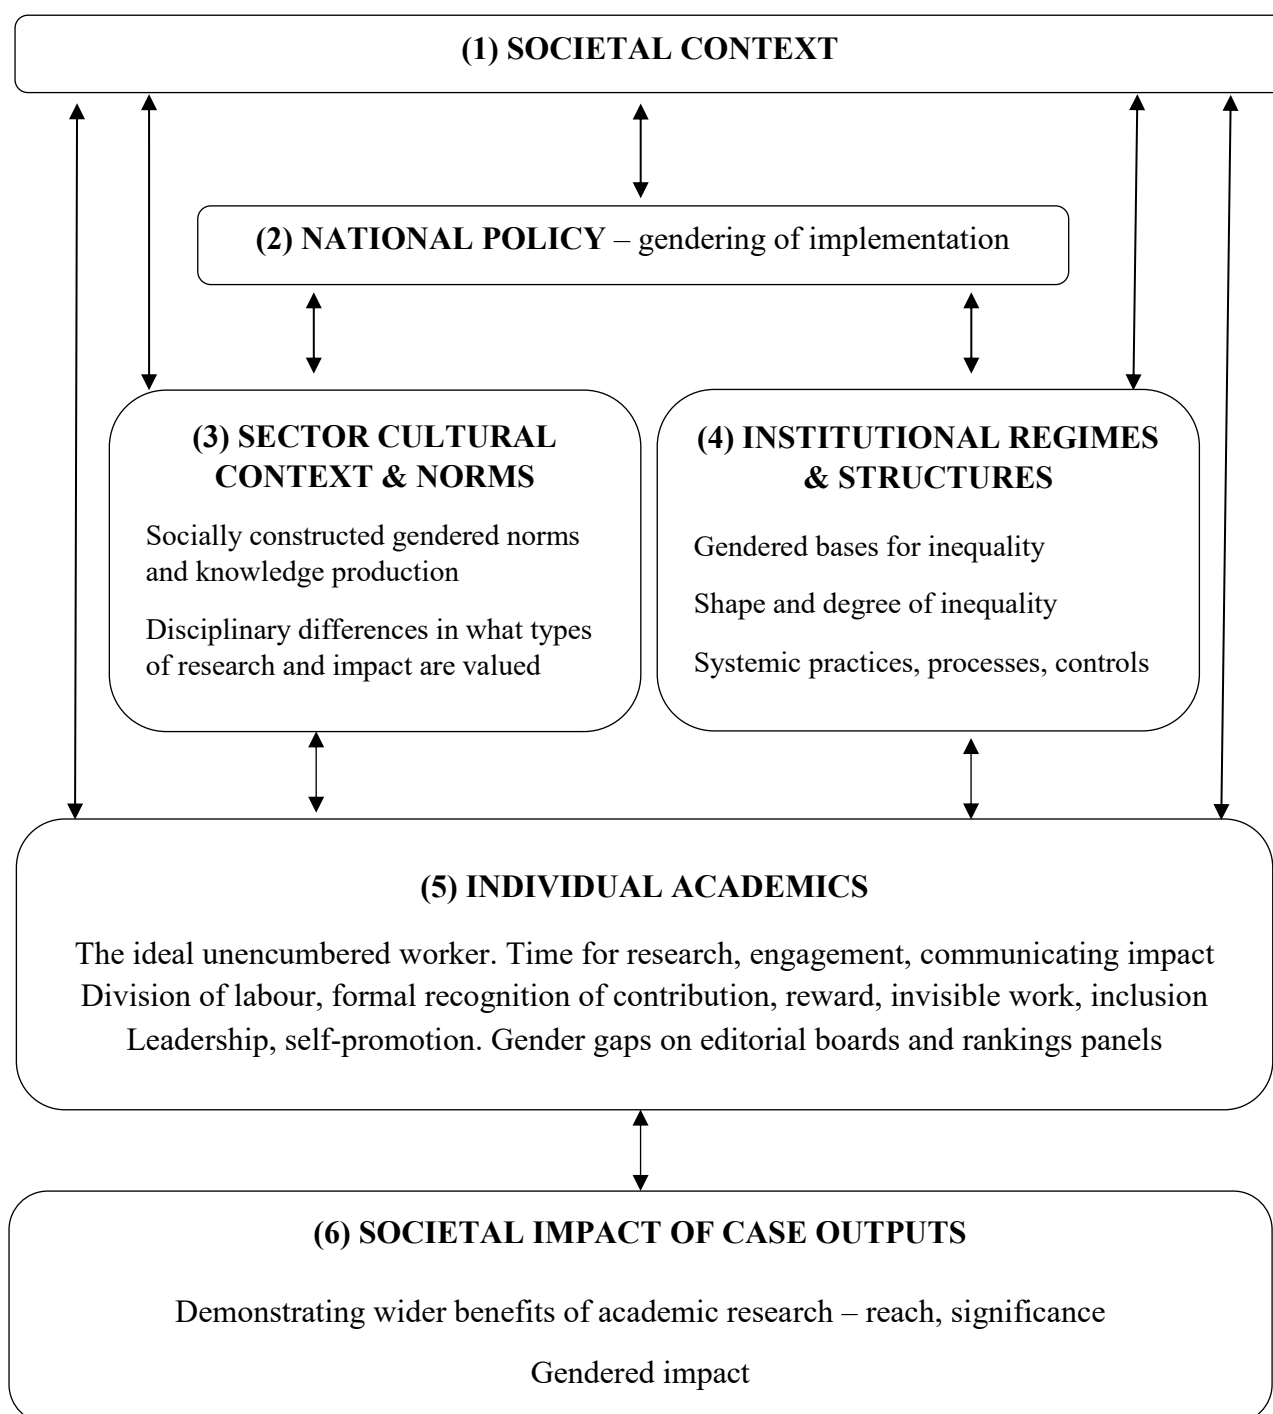 (1) SOCIETAL CONTEXT
(2) NATIONAL POLICY – gendering of implementation
(3) SECTOR CULTURAL
CONTEXT & NORMS
Socially constructed gendered norms
and knowledge production
Disciplinary differences in what types
of research and impact are valued
(4) INSTITUTIONAL REGIMES
& STRUCTURES
Gendered bases for inequality
Shape and degree of inequality
Systemic practices, processes, controls
(5) INDIVIDUAL ACADEMICS
The ideal unencumbered worker. Time for research, engagement, communicating impact
Division of labour, formal recognition of contribution, reward, invisible work, inclusion
Leadership, self-promotion. Gender gaps on editorial boards and rankings panels
(6) SOCIETAL IMPACT OF CASE OUTPUTS
Demonstrating wider benefits of academic research – reach, significance
Gendered impact